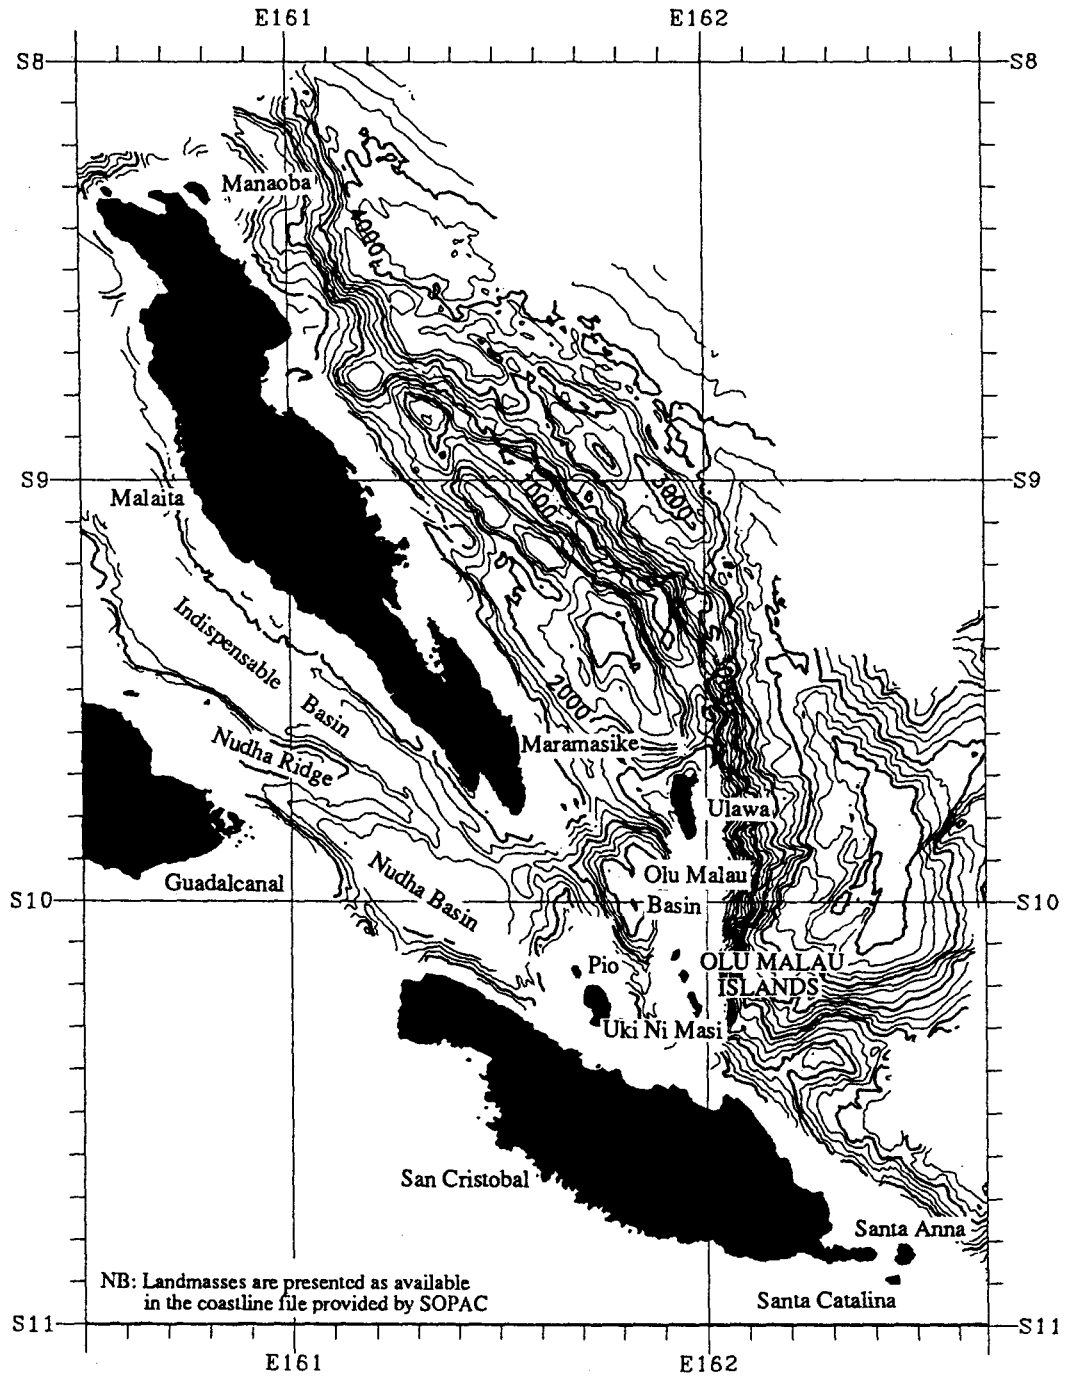 E161 E162
S8 S8
Manaoba
4000
S9 S9
Malaita
3000
1000
Indispensable
Basin
2000
Maramasike
Nudha Ridge
Ulawa
Guadalcanal
Nudha Basin
Olu Malau
Basin
S10 S10
Pio
OLU MALAU
ISLANDS
Uki Ni Masi
San Cristobal
Santa Anna
Santa Catalina
NB: Landmasses are presented as available
in the coastline file provided by SOPAC
S11 S11
E161 E162